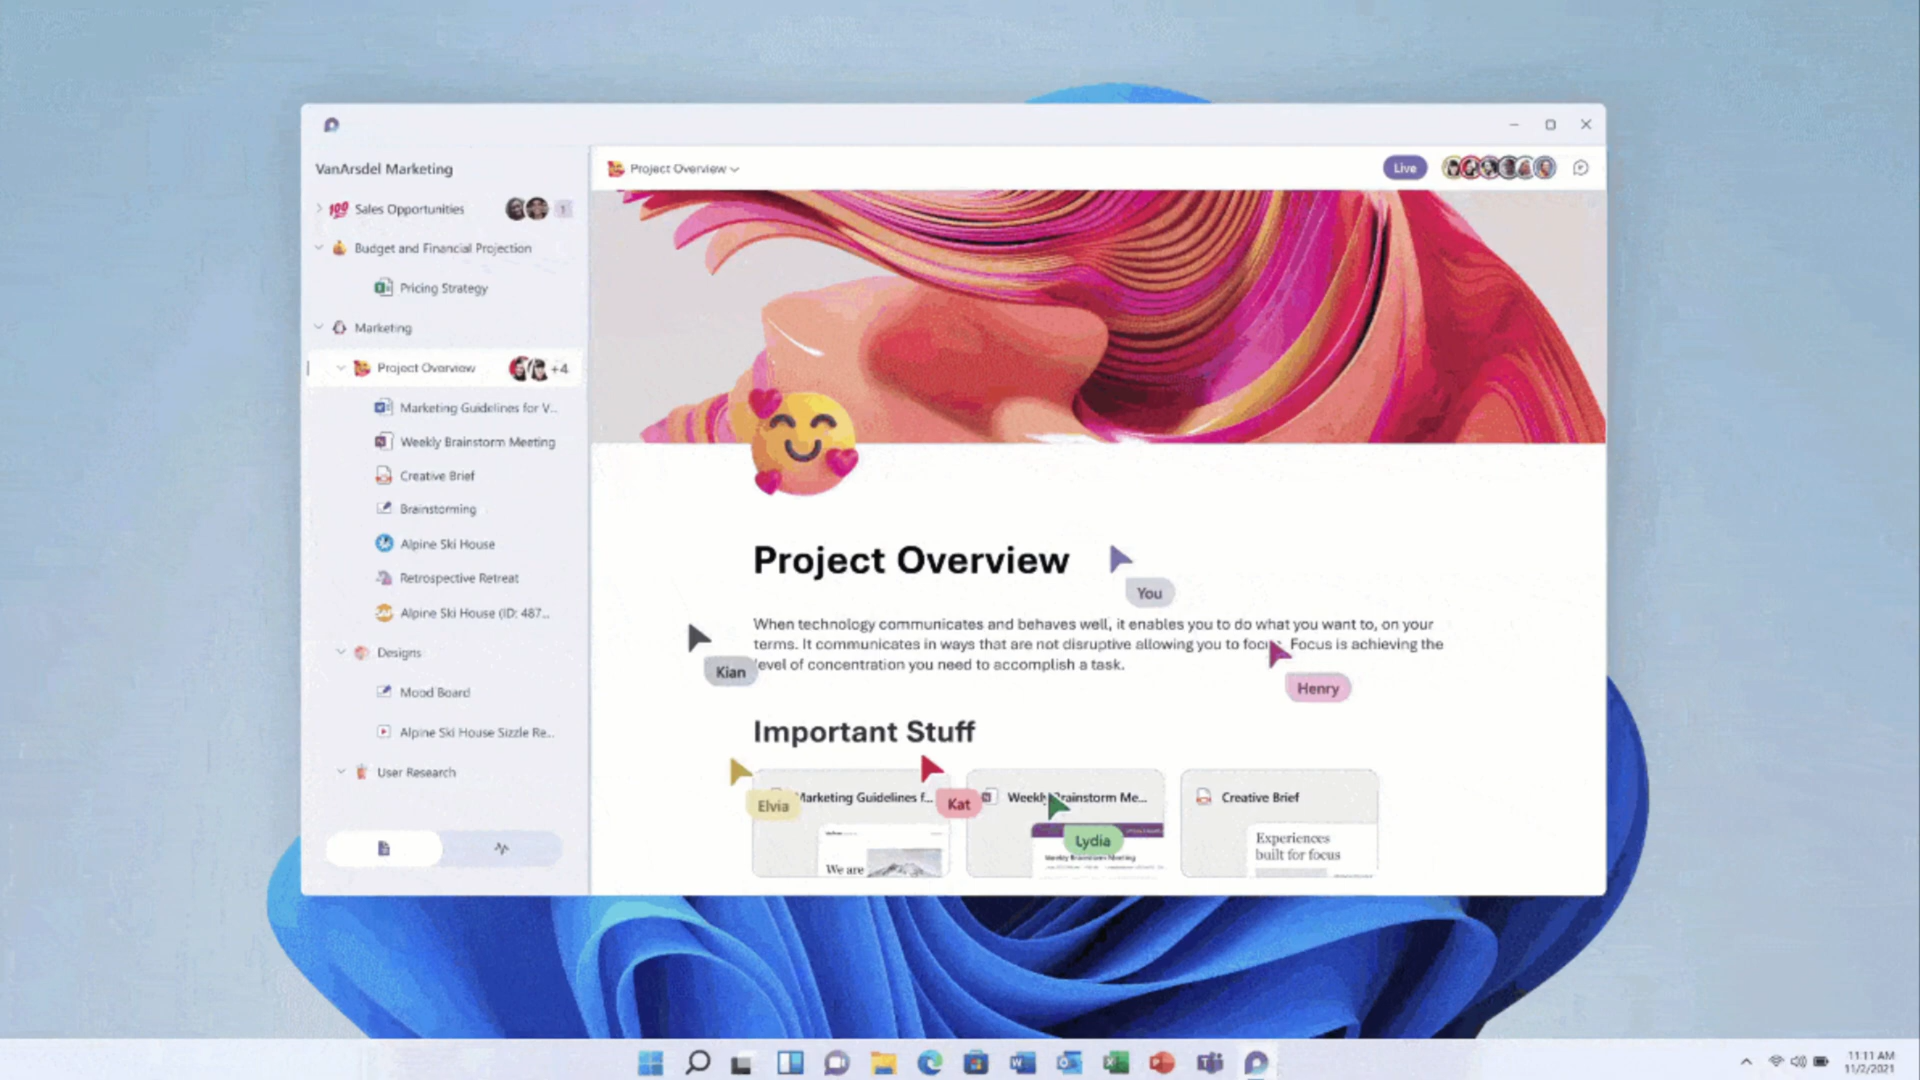 VanArsdel Marketing
Sales Opportunities
1
Budget and Financial Projection
Pricing Strategy
Marketing
Project Overview
+4
Marketing Guidelines for V...
Weekly Brainstorm Meeting
Creative Brief
Brainstorming
Alpine Ski House
Retrospective Retreat
Alpine Ski House (ID: 487...
Designs
Mood Board
Alpine Ski House Sizzle Re...
User Research
Project Overview
Live
Project Overview
You
When technology communicates and behaves well, it enables you to do what you want to, on your
terms. It communicates in ways that are not disruptive allowing you to focus. Focus is achieving the
level of concentration you need to accomplish a task.
Kian
Henry
Important Stuff
Marketing Guidelines f...
Elvia
Kat
We are
Weekly Brainstorm Me...
Lydia
Weekly Brainstorm Meeting
Creative Brief
Experiences
built for focus
11:11 AM
11/2/2021